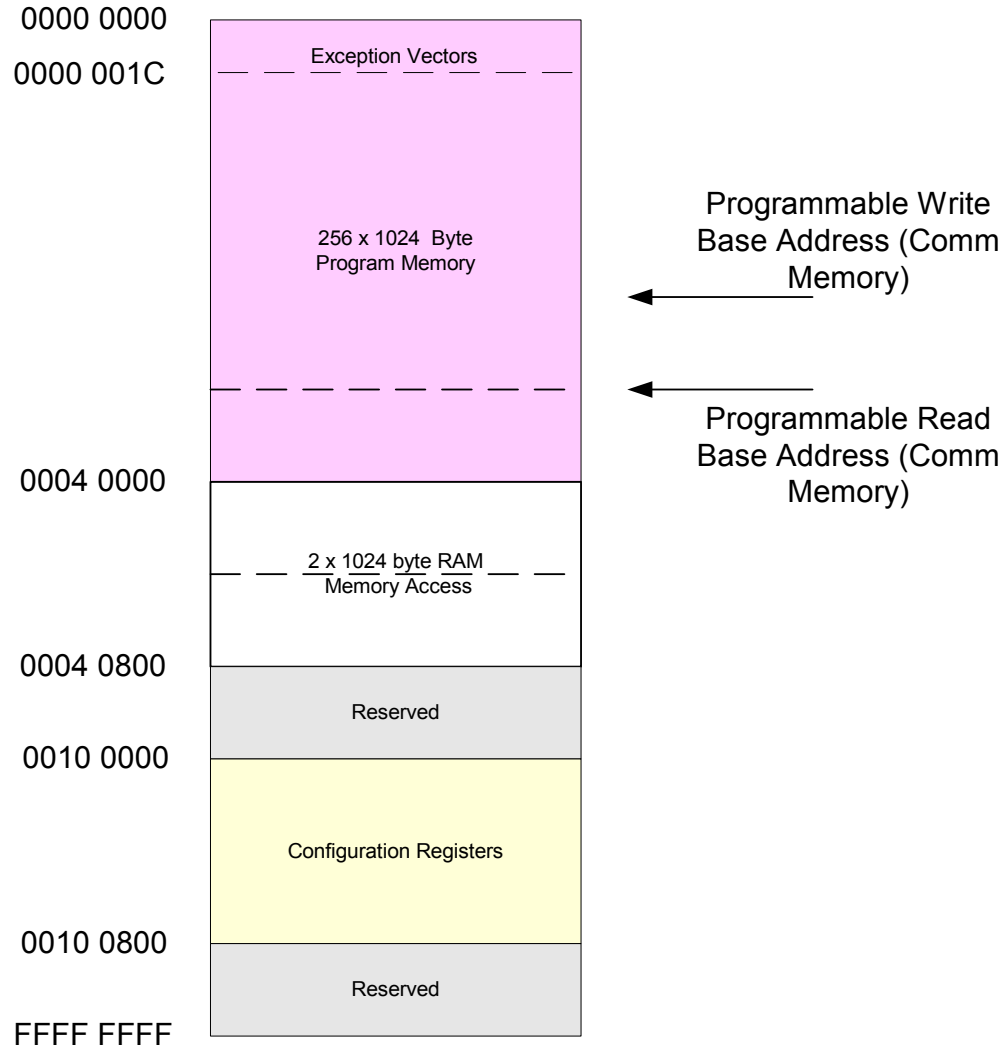 0000 0000
Exception Vectors
0000 001C
Programmable Write
Base Address (Comm
Memory)
256 x 1024 Byte
Program Memory
Programmable Read
Base Address (Comm
Memory)
0004 0000
2 x 1024 byte RAM
Memory Access
0004 0800
Reserved
0010 0000
Configuration Registers
0010 0800
Reserved
FFFF FFFF